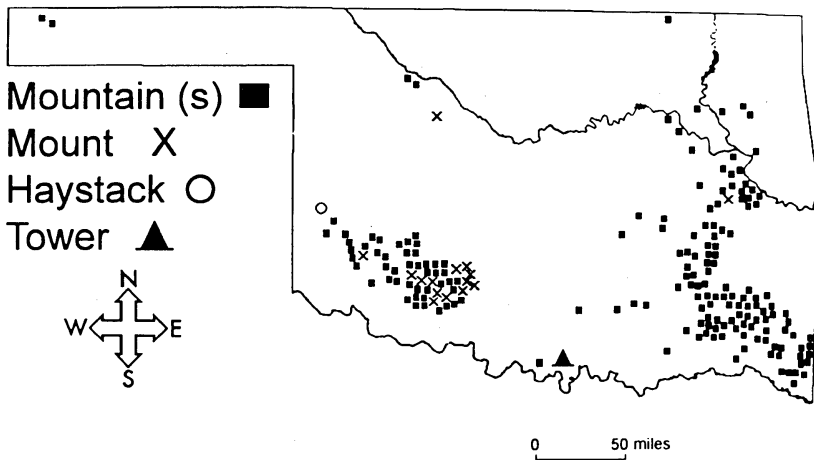 Mountain (s)
Mount X
Haystack
Tower
N
W E
S
0 50 miles